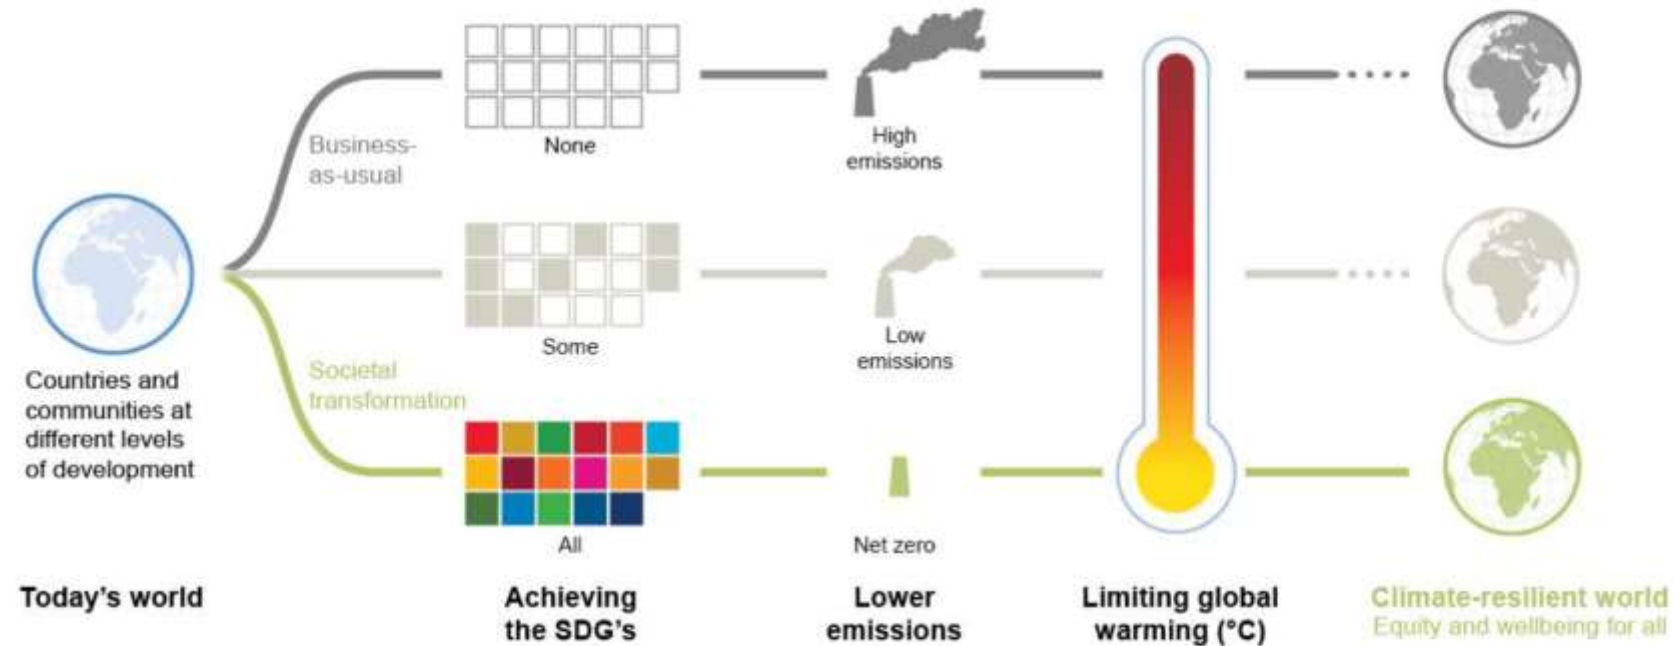 Business-
as-usual
None
High
emissions
Countries and
communities at
different levels
of development
Some
Low
emissions
Societal
transformation
All
Net zero
Today's world
Achieving
the SDG's
Lower
emissions
Limiting global
warming (°C)
Climate-resilient world
Equity and wellbeing for all